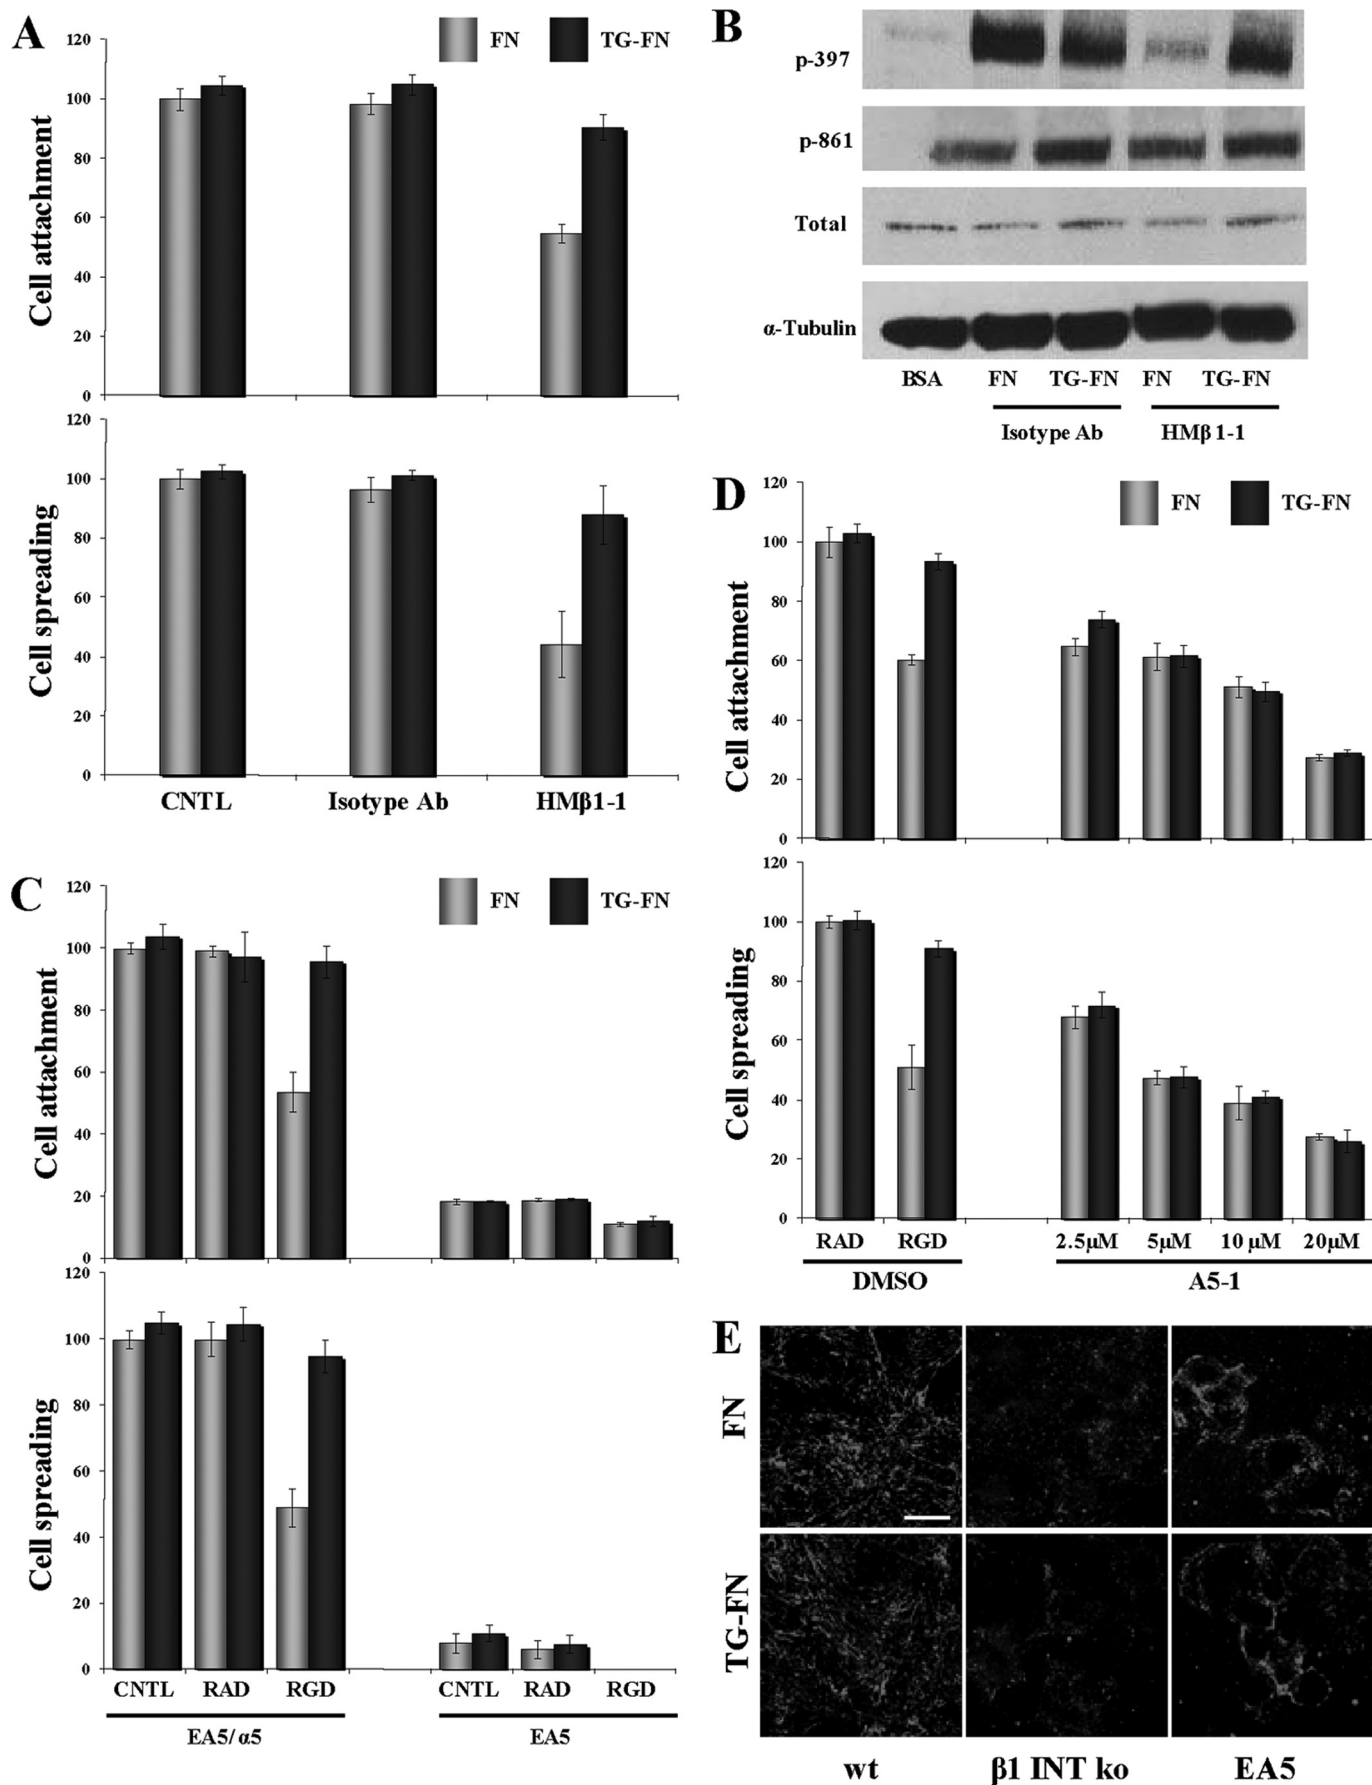 A
FN
TG-FN
120
100
80
60
40
20
0
Cell attachment
120
100
80
60
40
20
0
Cell spreading
CNTL
Isotype Ab
HMβ1-1
B
p-397
p-861
Total
α-Tubulin
BSA
FN
TG-FN
FN
TG-FN
Isotype Ab
HMβ1-1
C
FN
TG-FN
120
100
80
60
40
20
0
Cell attachment
120
100
80
60
40
20
0
Cell spreading
CNTL
RAD
RGD
CNTL
RAD
RGD
EA5/α5
EA5
D
FN
TG-FN
120
100
80
60
40
20
0
Cell attachment
120
100
80
60
40
20
0
Cell spreading
RAD
RGD
2.5μM
5μM
10 μM
20μM
DMSO
A5-1
E
FN
TG-FN
wt
β1 INT ko
EA5